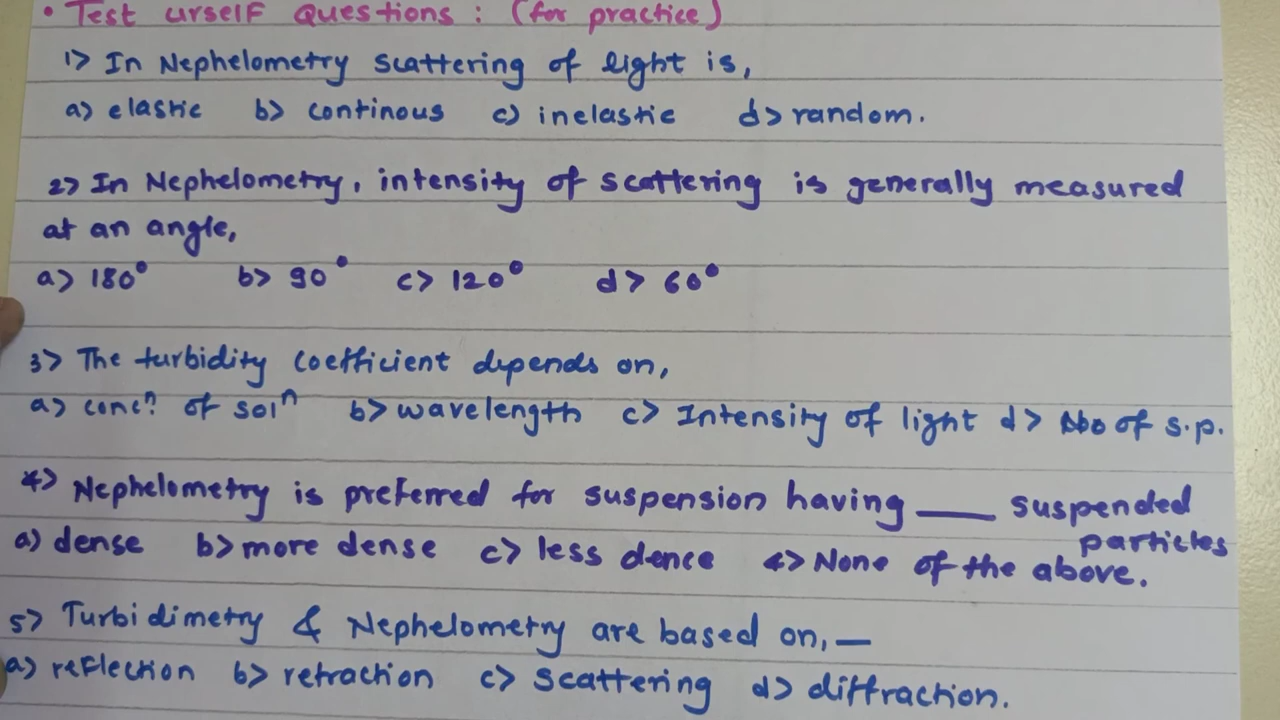 • Test urself Questions : (for practice)
1> In Nephelometry scattering of light is,
a) elastic b> continous c) inelastic d> random.
2> In Nephelometry, intensity of scattering is generally measured
at an angle,
a> 180° b> 90° c> 120° d> 60°
3> The turbidity coefficient depends on,
a> concn. of soln b> wavelength c> Intensity of light d> No of s.p.
4> Nephelometry is preferred for suspension having ___ suspended
particles
a) dense b> more dense c> less dence 4> None of the above.
5> Turbidimetry & Nephelometry are based on, —
a) reflection b> retraction c> scattering d> diffraction.